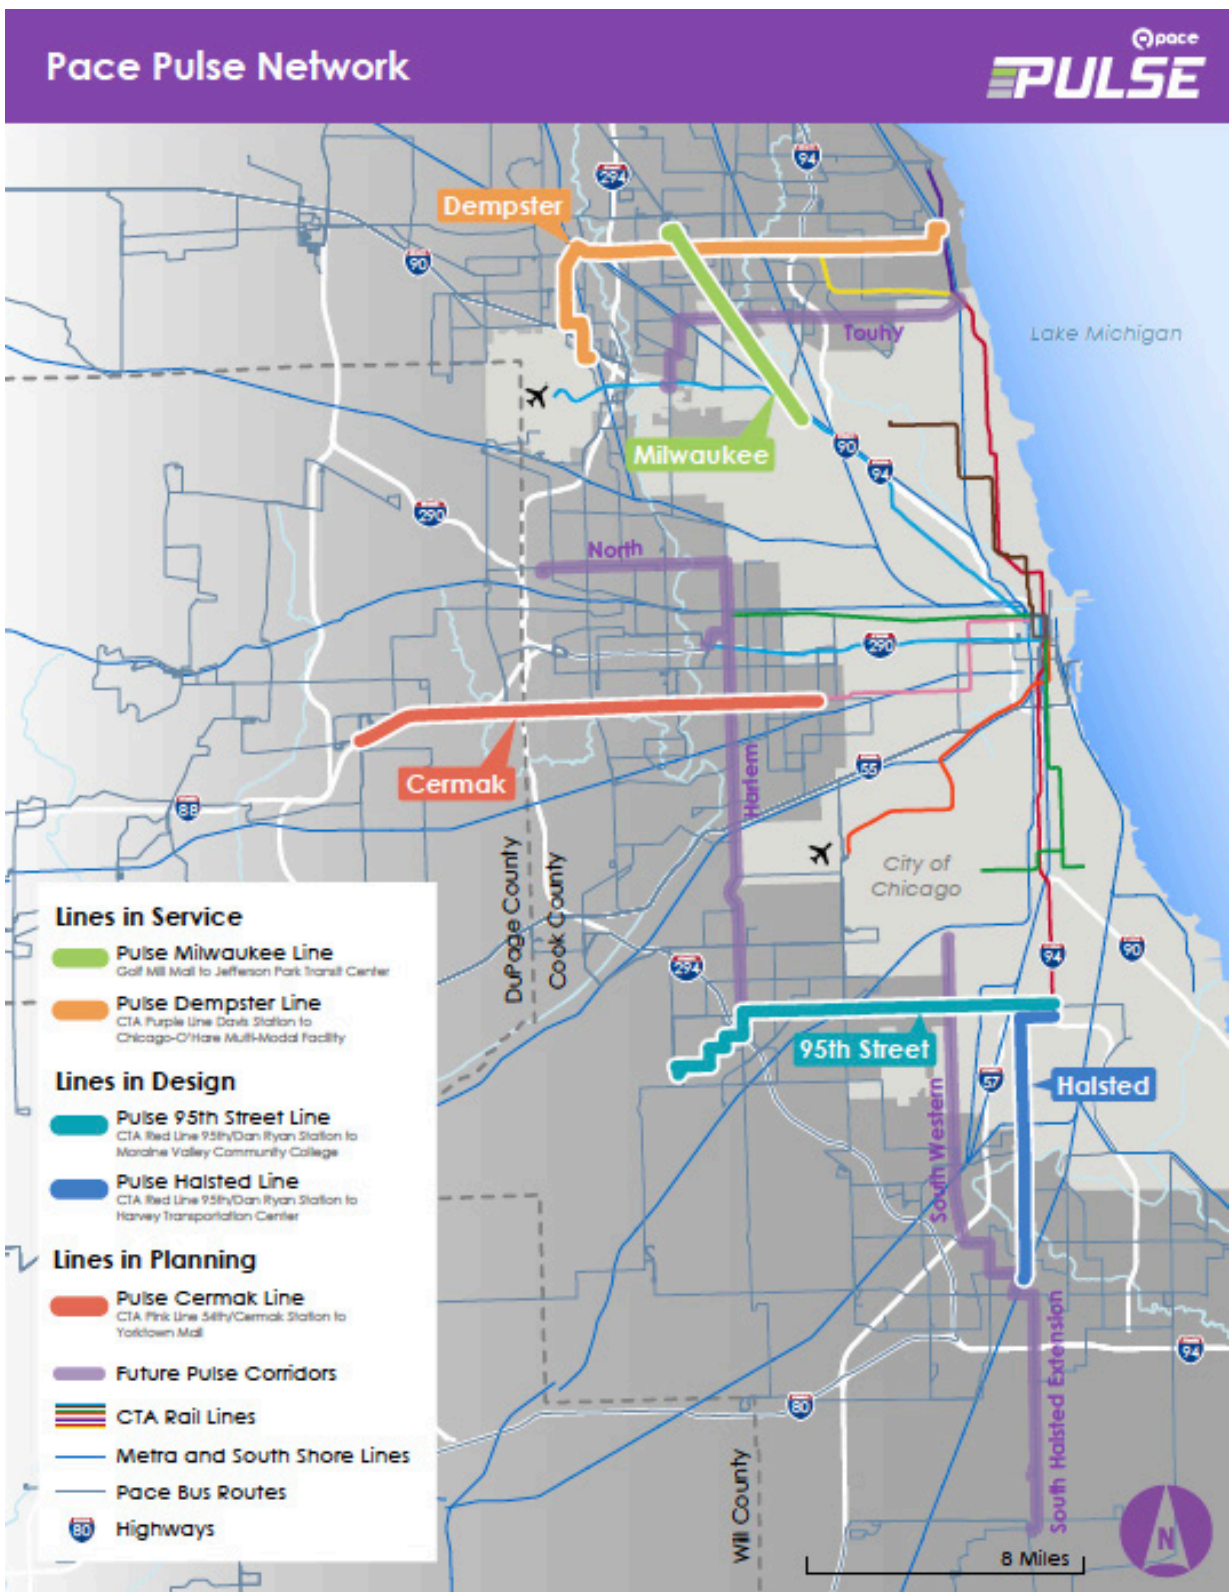 Pace Pulse Network
pace
PULSE
294
94
Dempster
90
Touhy
Lake Michigan
Milwaukee
90
94
290
North
290
Cermak
Harlem
55
88
City of
Chicago
DuPage County
Cook County
294
94
90
95th Street
57
Halsted
South Western
South Halsted Extension
94
80
Will County
8 Miles
N
Lines in Service
Pulse Milwaukee Line
Golf Mill Mall to Jefferson Park Transit Center
Pulse Dempster Line
CTA Purple Line Davis Station to
Chicago-O'Hare Multi-Modal Facility
Lines in Design
Pulse 95th Street Line
CTA Red Line 95th/Dan Ryan Station to
Moraine Valley Community College
Pulse Halsted Line
CTA Red Line 95th/Dan Ryan Station to
Harvey Transportation Center
Lines in Planning
Pulse Cermak Line
CTA Pink Line 54th/Cermak Station to
Yorktown Mall
Future Pulse Corridors
CTA Rail Lines
Metra and South Shore Lines
Pace Bus Routes
80
Highways